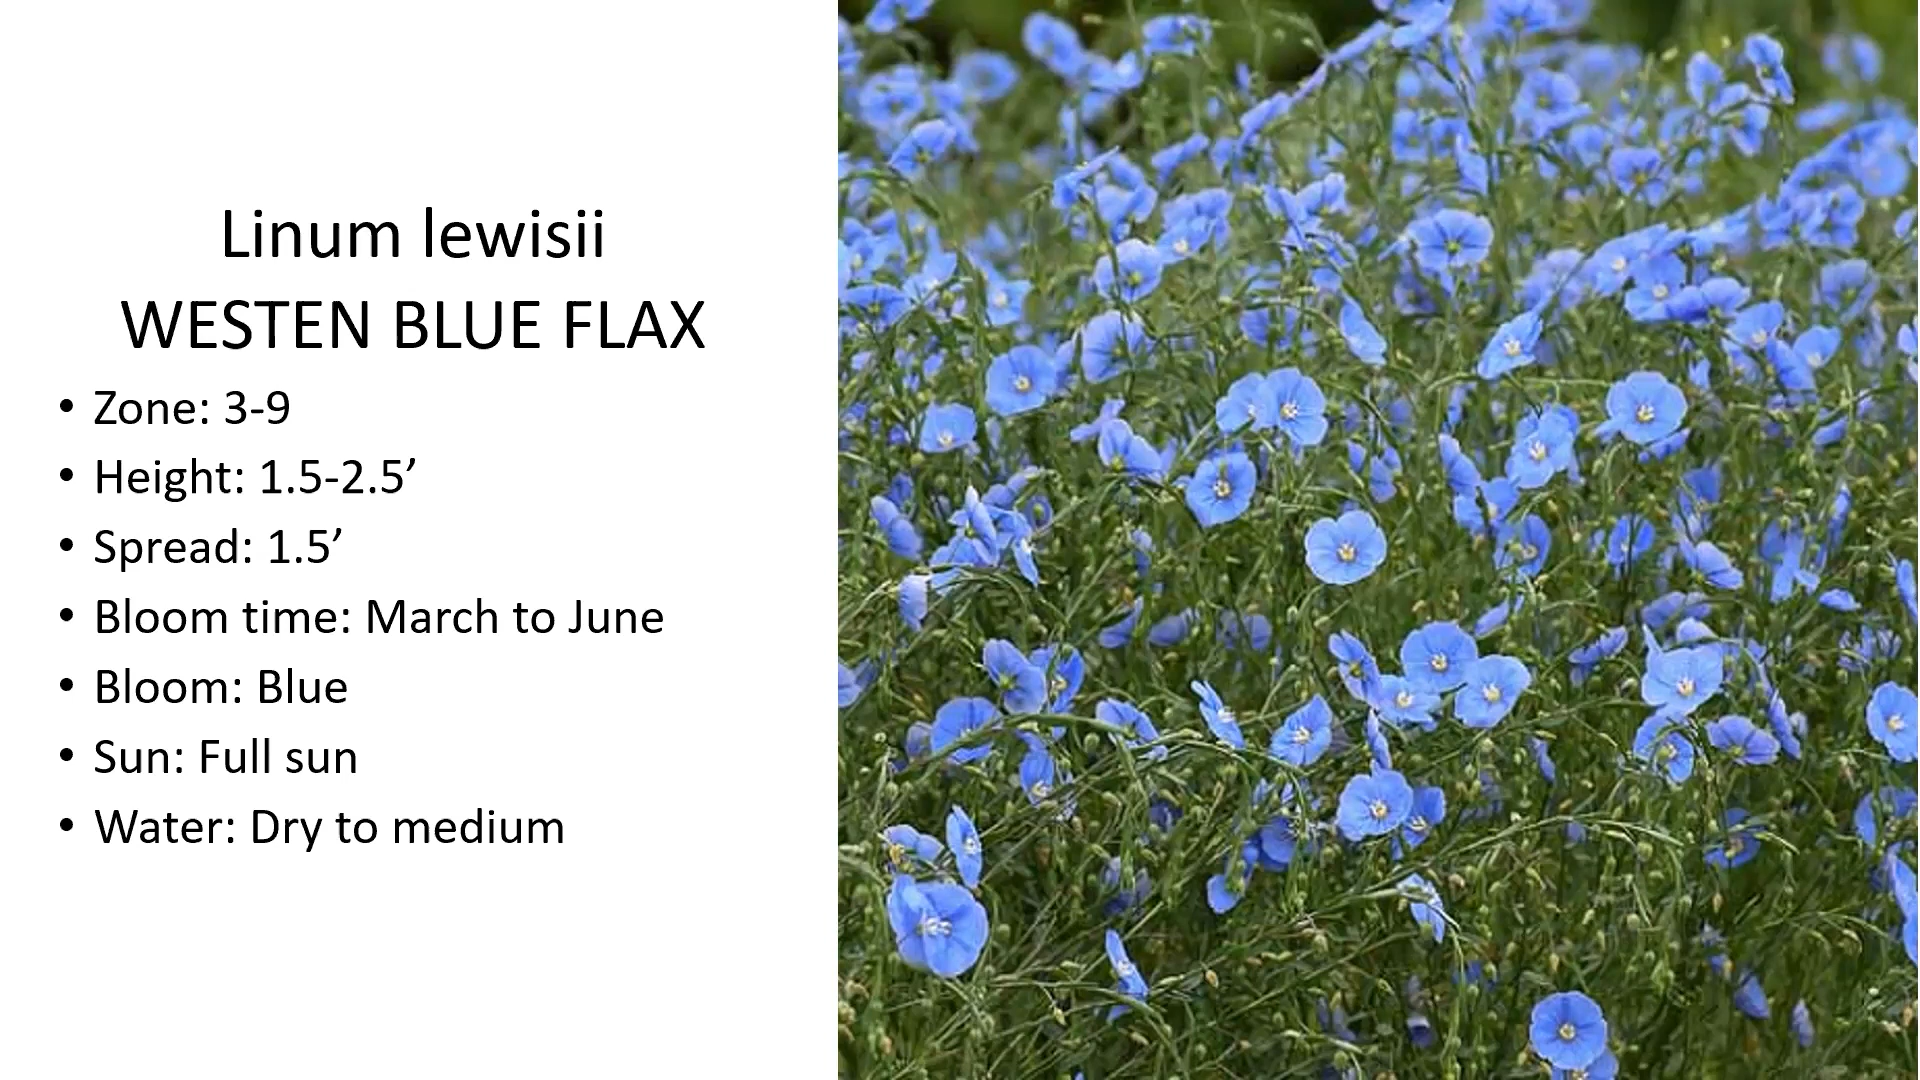 Linum lewisii
WESTEN BLUE FLAX
• Zone: 3-9
• Height: 1.5-2.5’
• Spread: 1.5’
• Bloom time: March to June
• Bloom: Blue
• Sun: Full sun
• Water: Dry to medium